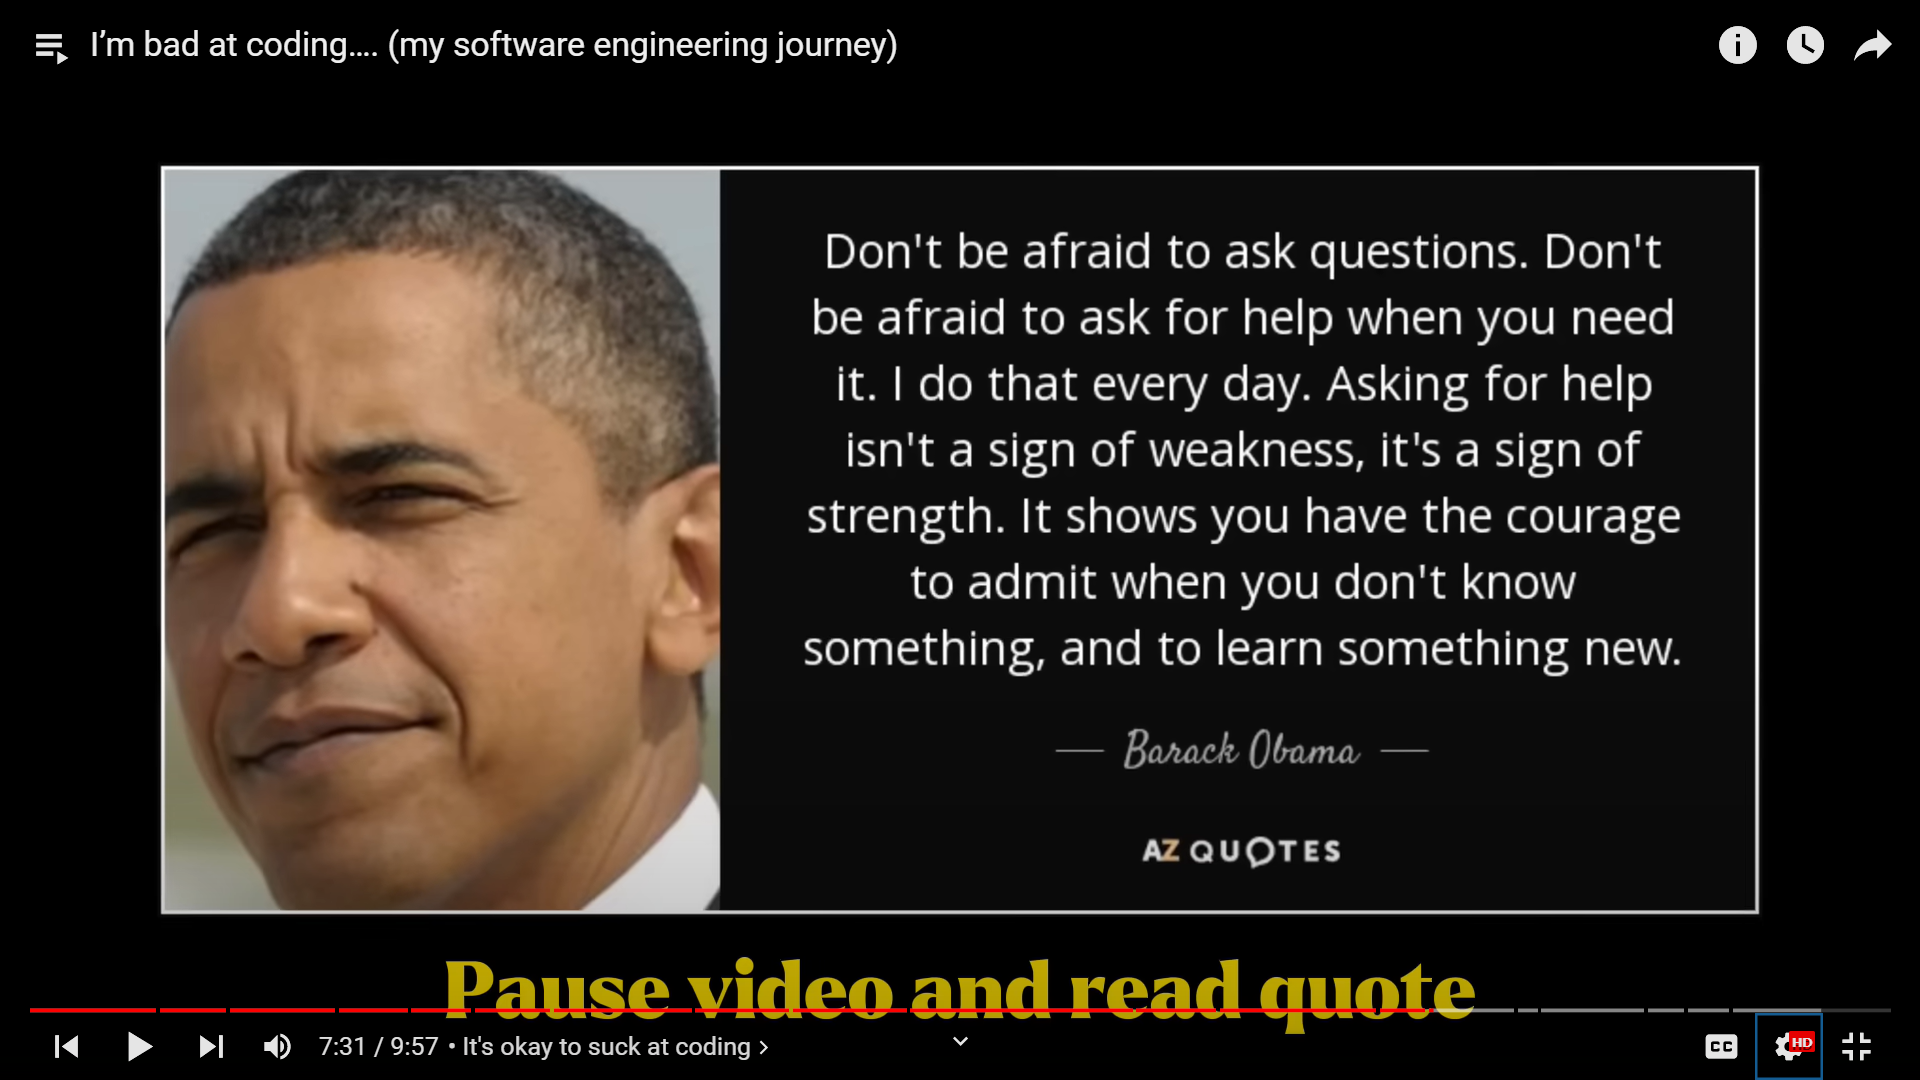 I'm bad at coding…. (my software engineering journey)
Don't be afraid to ask questions. Don't
be afraid to ask for help when you need
it. I do that every day. Asking for help
isn't a sign of weakness, it's a sign of
strength. It shows you have the courage
to admit when you don't know
something, and to learn something new.
Barack Obama
AZ QUOTES
Pause video and read quote
7:31 / 9:57 • It's okay to suck at coding
CC
HD